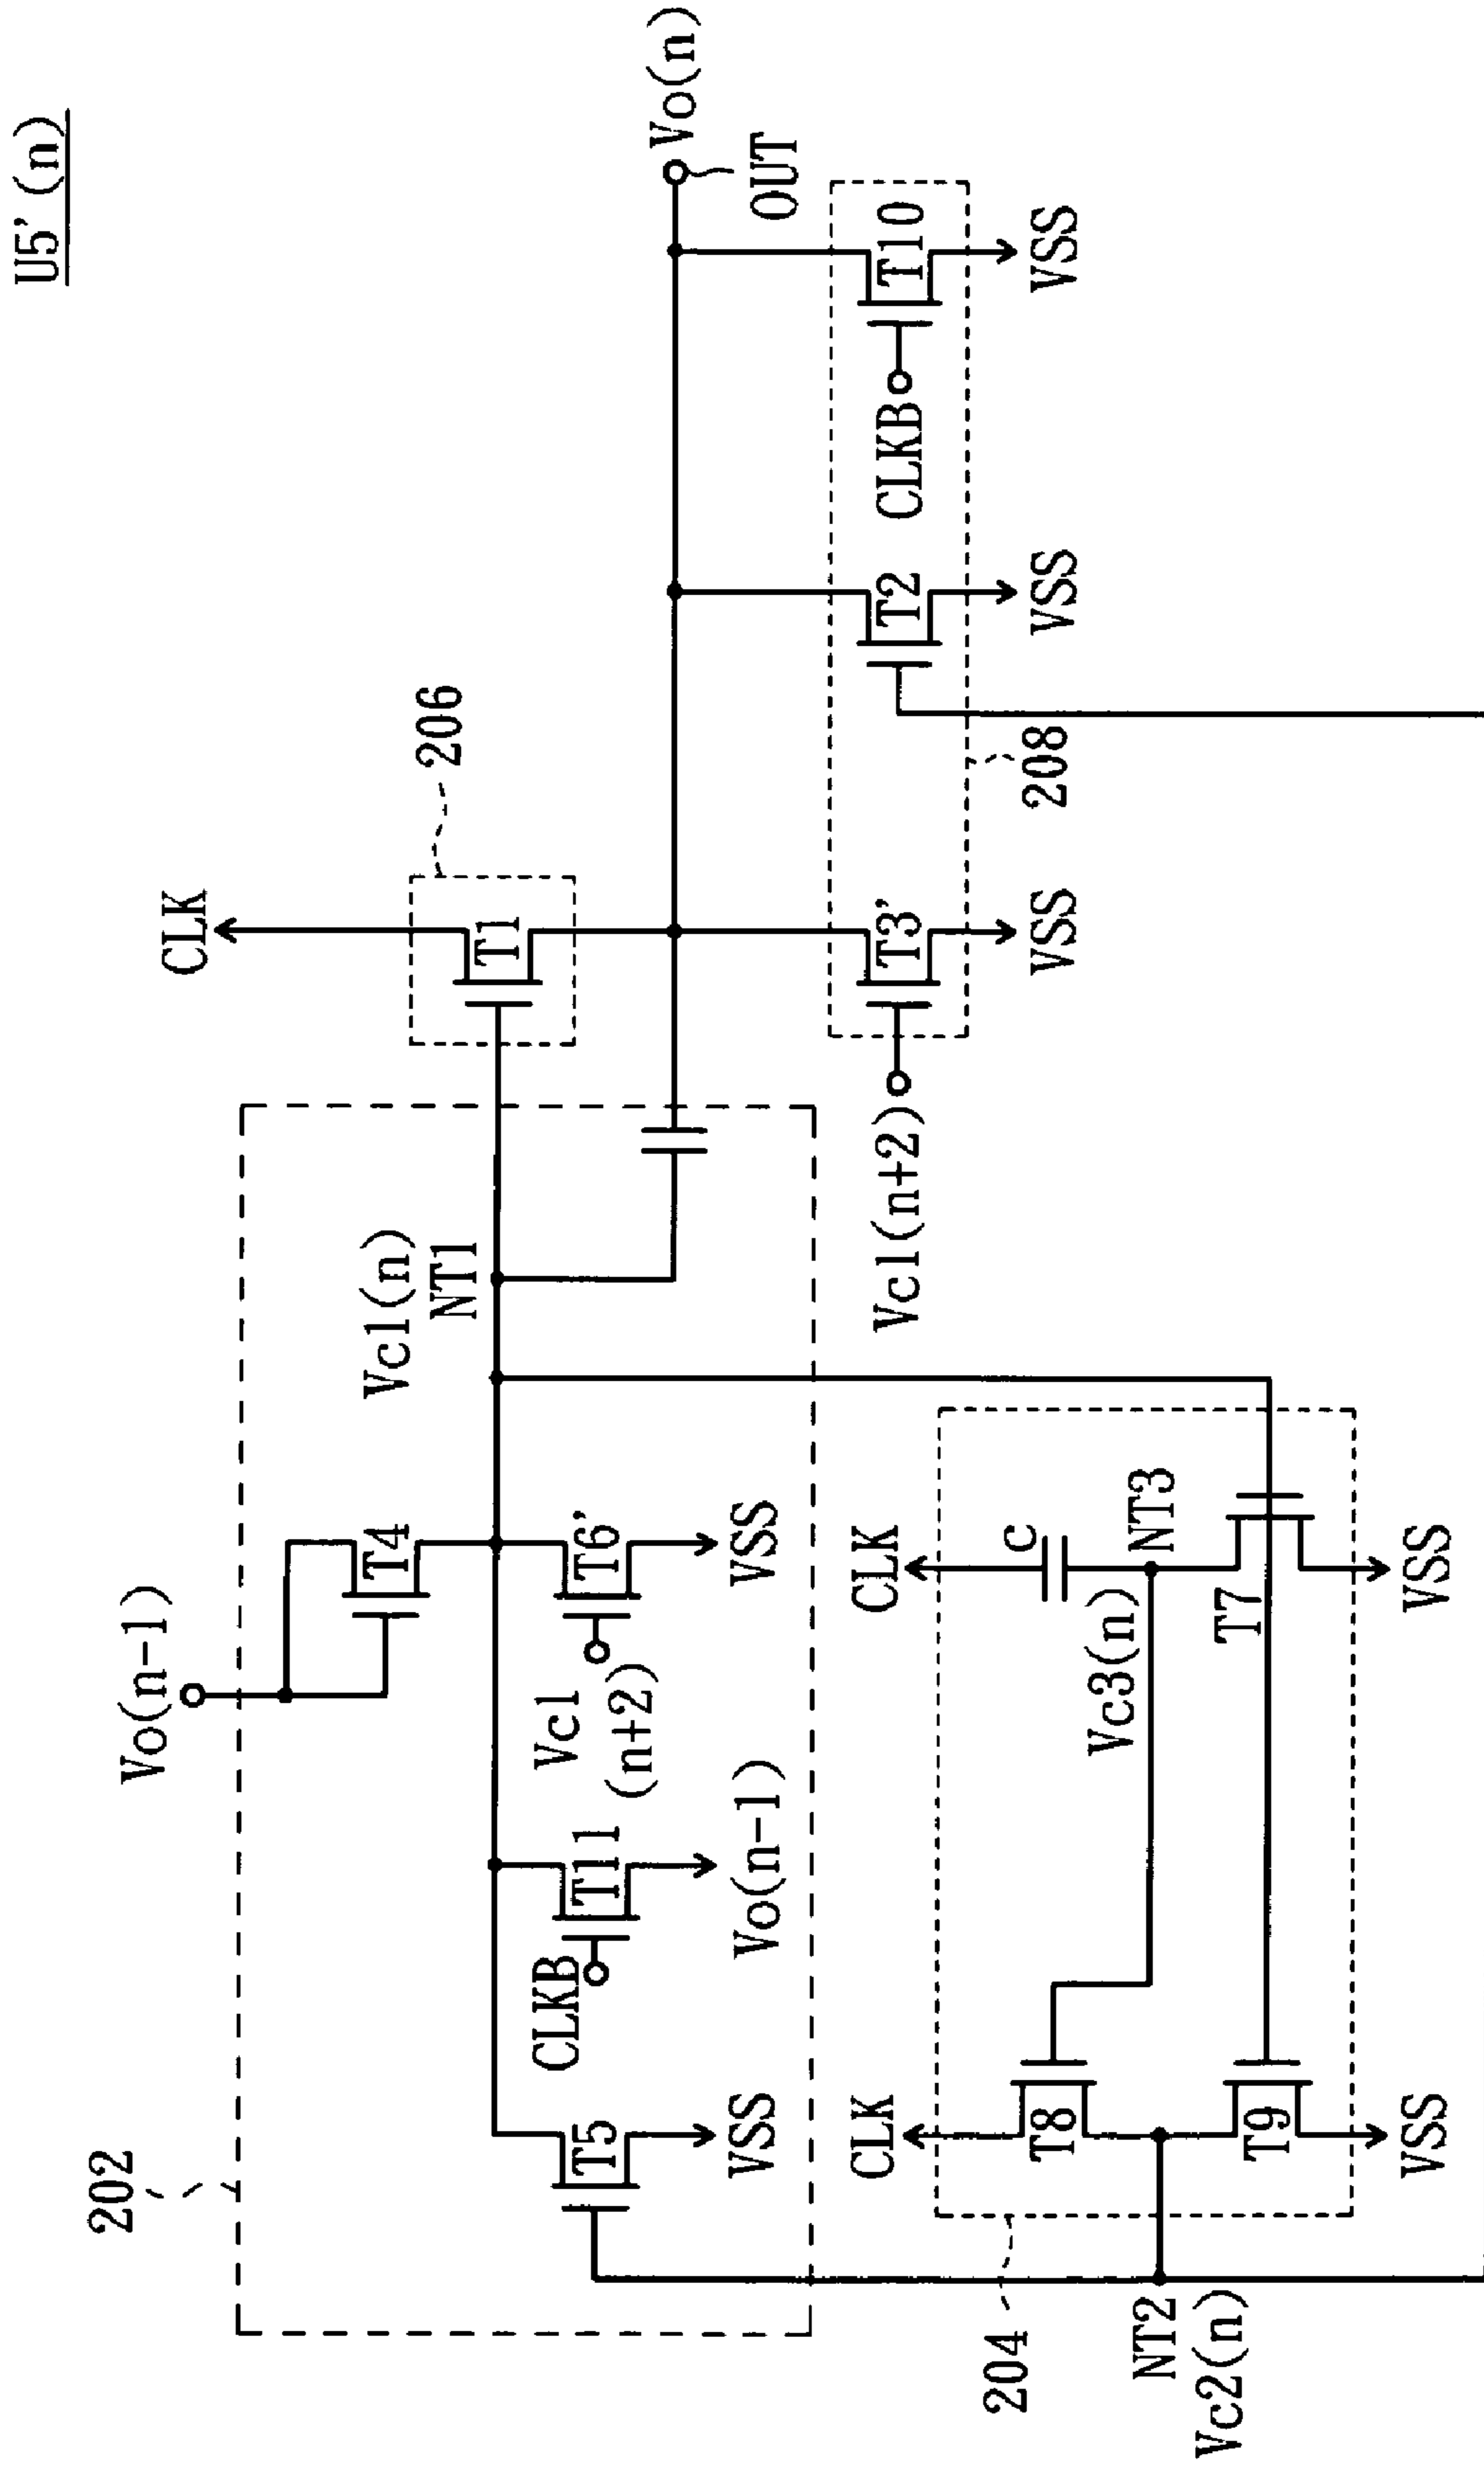 U5'(n)
202
Vo(n-1)
T4
Vc1(n)
NT1
CLK
206
T1
Vo(n)
OUT
T5
VSS
CLKB
T11
Vo(n-1)
Vc1
(n+2)
T6'
VSS
Vc1(n+2)
T3'
VSS
208
T2
VSS
CLKB
T10
VSS
204
CLK
T8
Vc3(n)
CLK
C
NT3
NT2
Vc2(n)
T9
VSS
T7
VSS